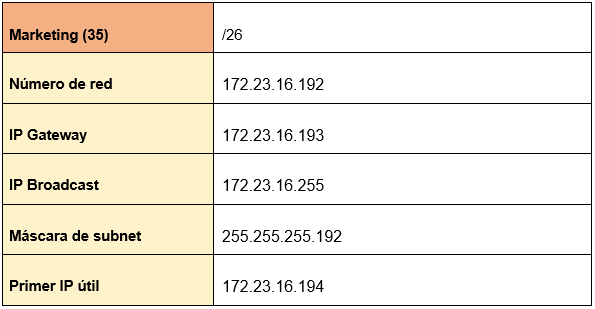 Marketing (35) /26
Número de red 172.23.16.192
IP Gateway 172.23.16.193
IP Broadcast 172.23.16.255
Máscara de subnet 255.255.255.192
Primer IP útil 172.23.16.194